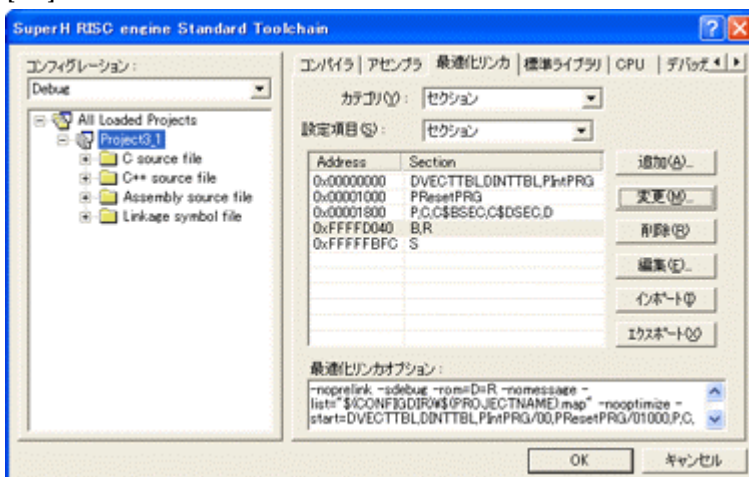 SuperH RISC engine Standard Toolchain
コンフィグレーション :
Debug
All Loaded Projects
Project3_1
C source file
C++ source file
Assembly source file
Linkage symbol file
コンパイラ アセンブラ 最適化リンカ 標準ライブラリ CPU
カテゴリ(Y) : セクション
設定項目(S) : セクション
Address Section
0x00000000 DVECTTBL,DINTTBL,PIntPRG
0x00001000 PResetPRG
0x00001800 P,C,C$BSEC,C$DSEC,D
0xFFFFD040 B,R
0xFFFFFBFC S
追加(A)...
変更(M)...
削除(R)
編集(E)...
インポート(I)
エクスポート(X)
最適化リンカオプション :
-noprelink -sdebug -rom=D=R -nomessage -
list="$(CONFIGDIR)¥$(PROJECTNAME).map" -nooptimize -
start=DVECTTBL,DINTTBL,PIntPRG/00,PResetPRG/01000,P,C,
OK キャンセル